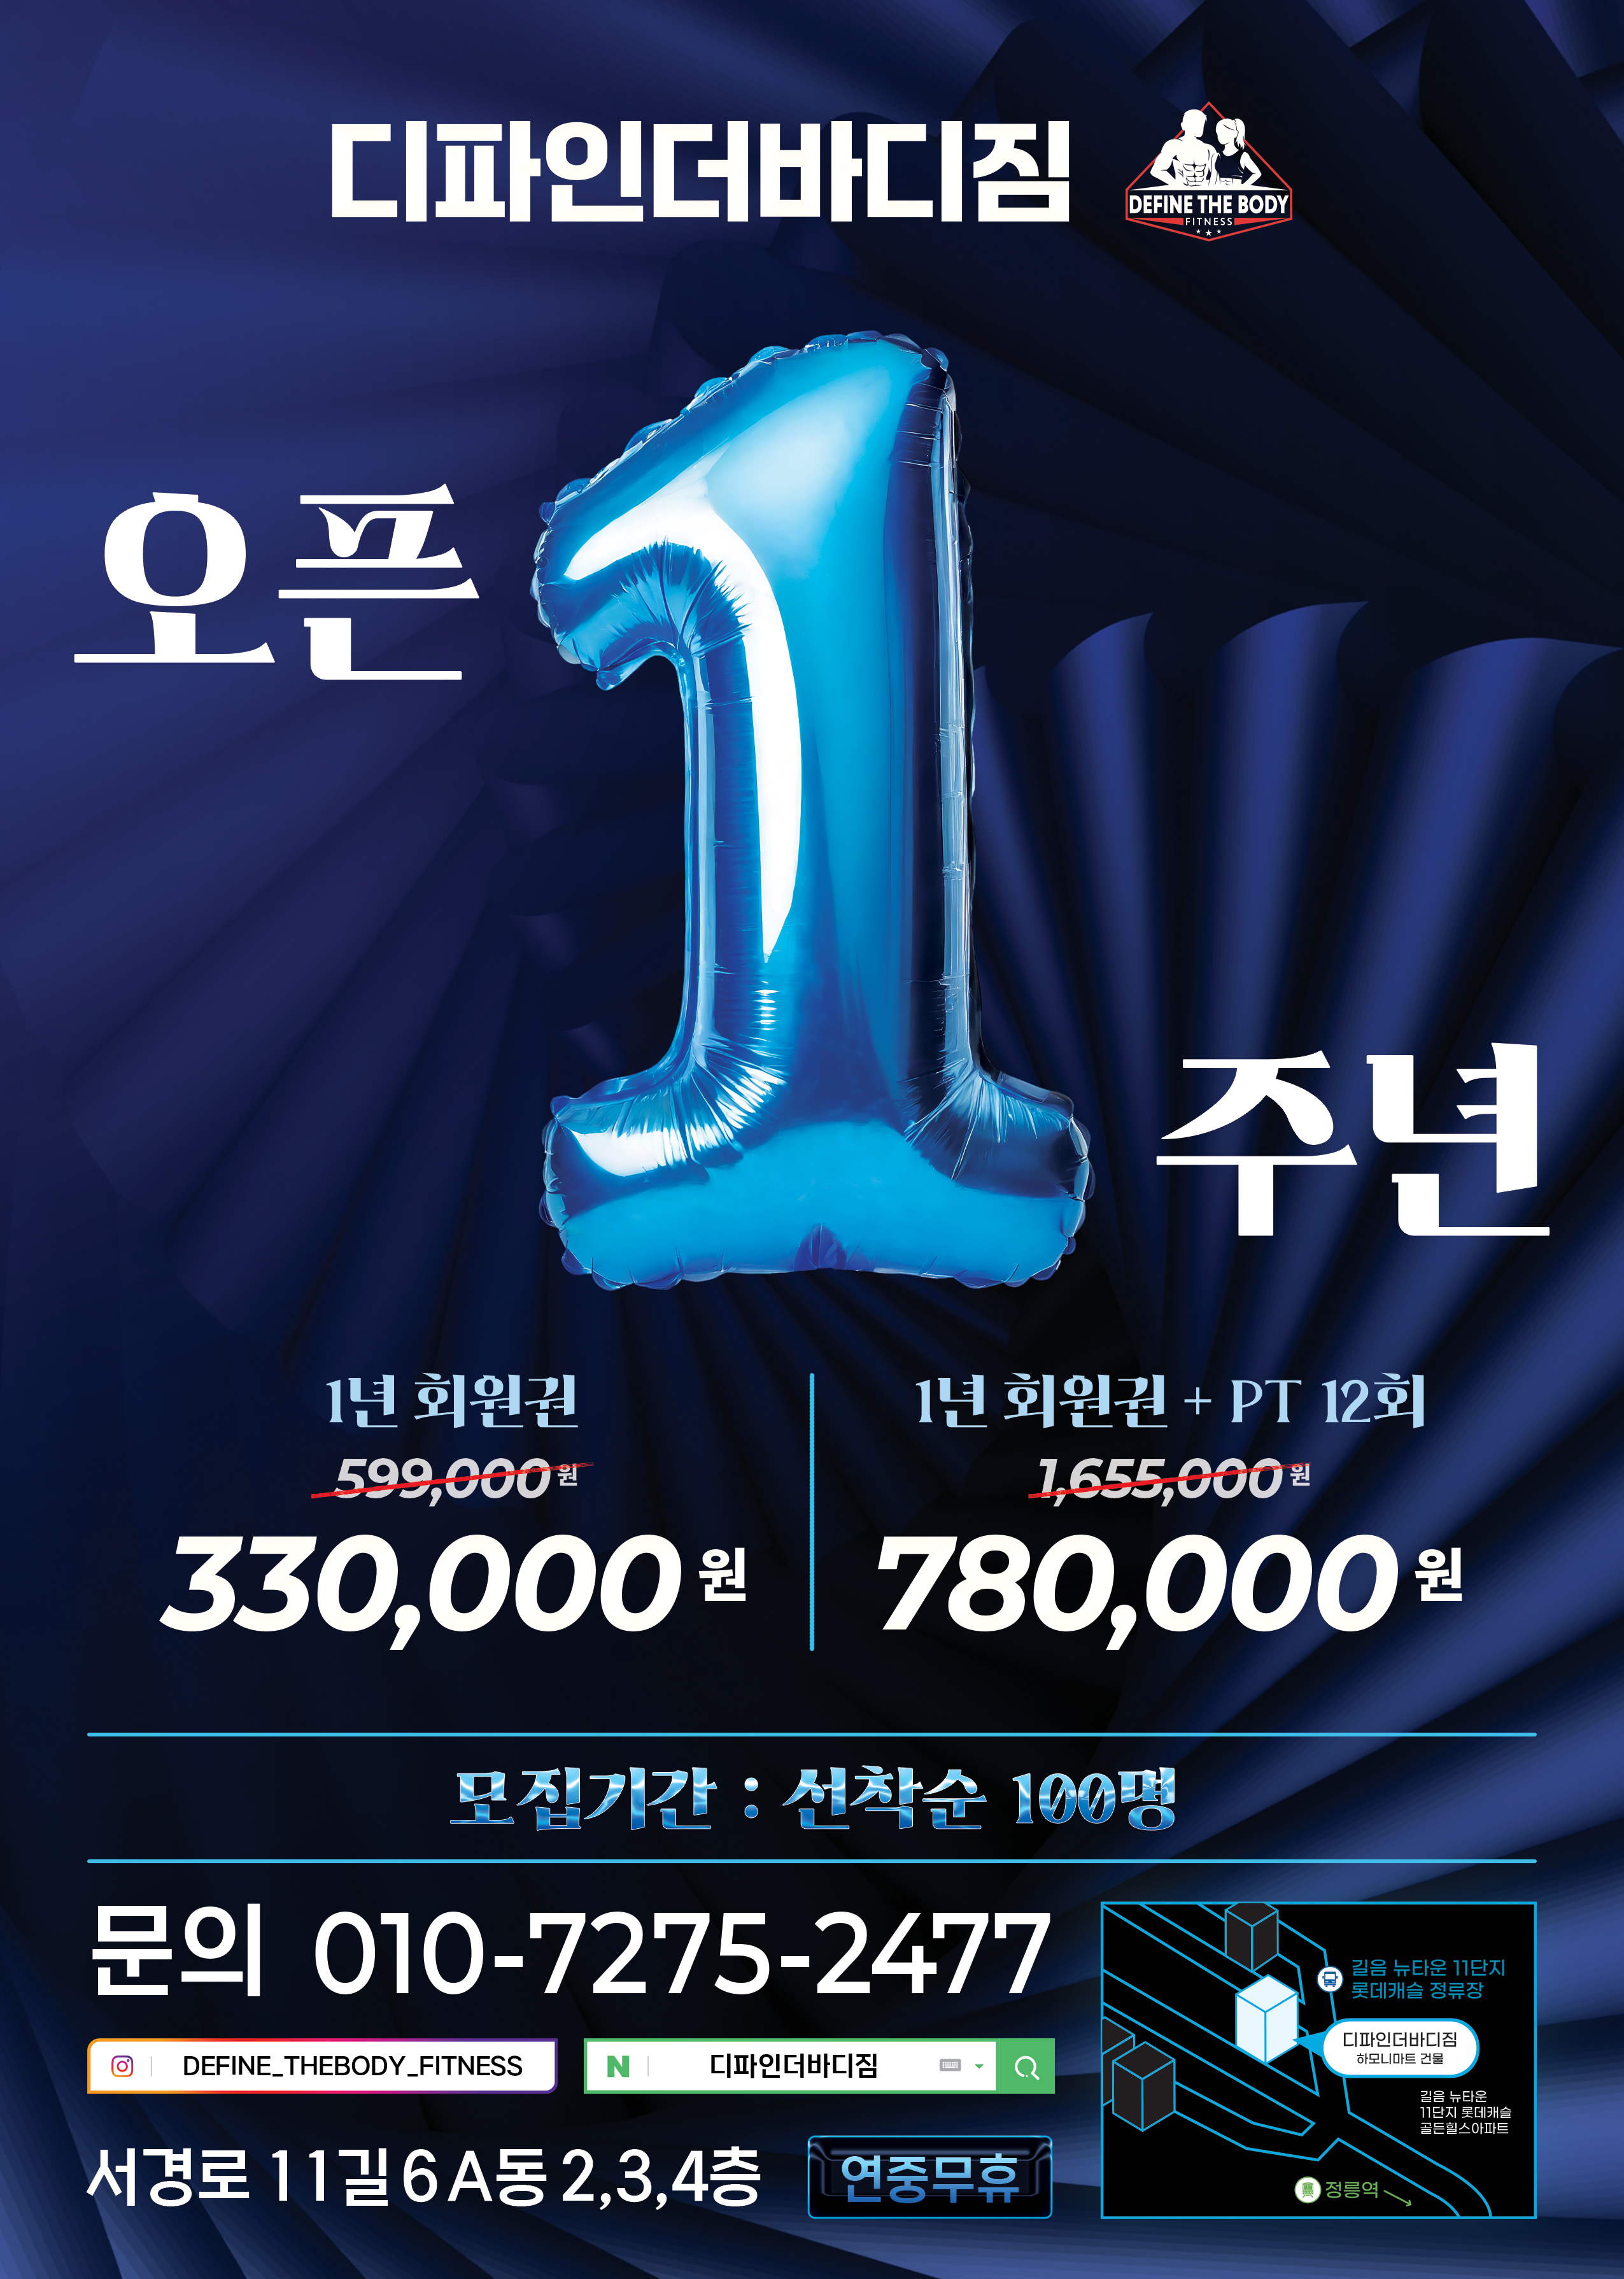 디파인더바디짐
DEFINE THE BODY
FITNESS
오픈
1
주년
1년 회원권
599,000원
330,000원
1년 회원권 + PT 12회
1,655,000원
780,000원
모집기간 : 선착순 100명
문의 010-7275-2477
DEFINE_THEBODY_FITNESS
N 디파인더바디짐
서경로 11길 6 A동 2,3,4층
연중무휴
길음 뉴타운 11단지
롯데캐슬 정류장
디파인더바디짐
하모니마트 건물
길음 뉴타운
11단지 롯데캐슬
골든힐스아파트
정릉역